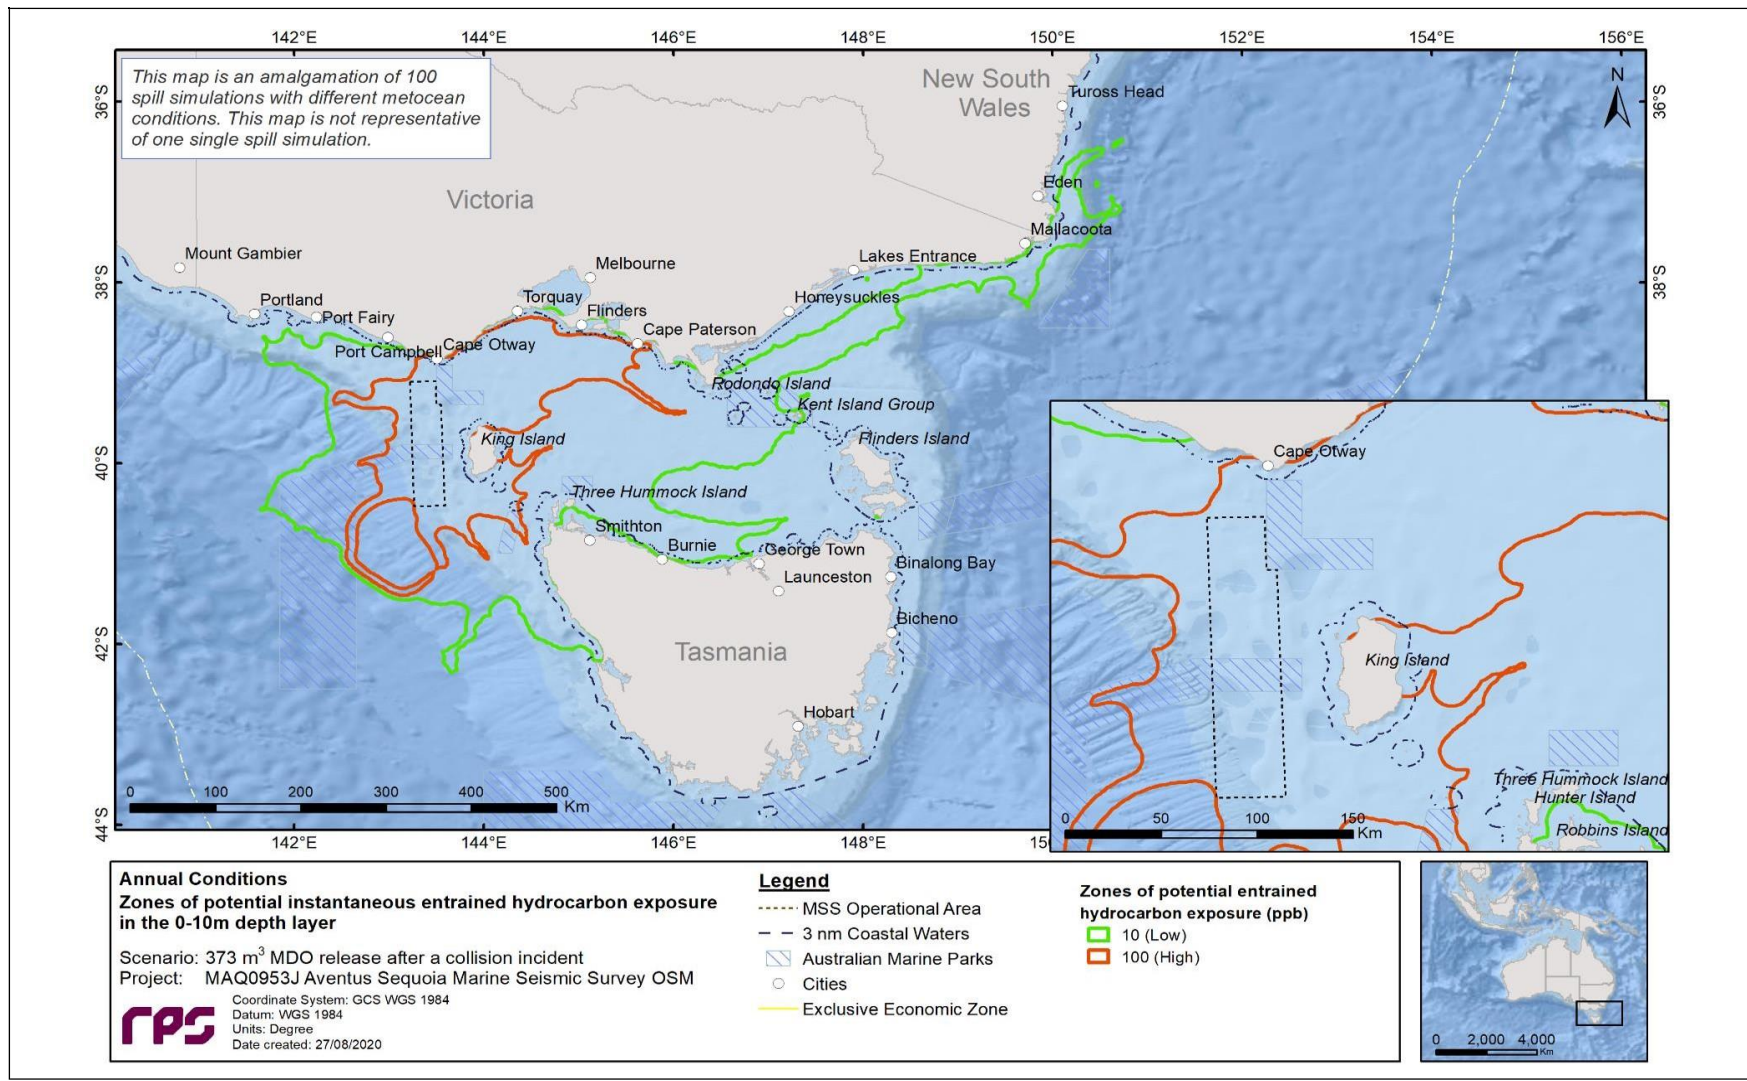 142°E
144°E
146°E
148°E
150°E
152°E
154°E
156°E
This map is an amalgamation of 100
spill simulations with different metocean
conditions. This map is not representative
of one single spill simulation.
New South
Wales
Tuross Head
N
36°S
36°S
Victoria
Eden
Mallacoota
Mount Gambier
Melbourne
Lakes Entrance
38°S
38°S
Portland
Torquay
Honeysuckles
Port Fairy
Flinders
Cape Paterson
Port Campbell
Cape Otway
Rodondo Island
Kent Island Group
King Island
Flinders Island
40°S
Three Hummock Island
Smithton
Burnie
George Town
Binalong Bay
Launceston
Bicheno
42°S
Tasmania
Hobart
0 100 200 300 400 500
Km
44°S
142°E
144°E
146°E
148°E
150
Cape Otway
King Island
Three Hummock Island
Hunter Island
Robbins Island
0 50 100 150
Km
Annual Conditions
Zones of potential instantaneous entrained hydrocarbon exposure
in the 0-10m depth layer
Scenario: 373 m³ MDO release after a collision incident
Project: MAQ0953J Aventus Sequoia Marine Seismic Survey OSM
rps
Coordinate System: GCS WGS 1984
Datum: WGS 1984
Units: Degree
Date created: 27/08/2020
Legend
MSS Operational Area
3 nm Coastal Waters
Australian Marine Parks
Cities
Exclusive Economic Zone
Zones of potential entrained
hydrocarbon exposure (ppb)
10 (Low)
100 (High)
0 2,000 4,000
Km